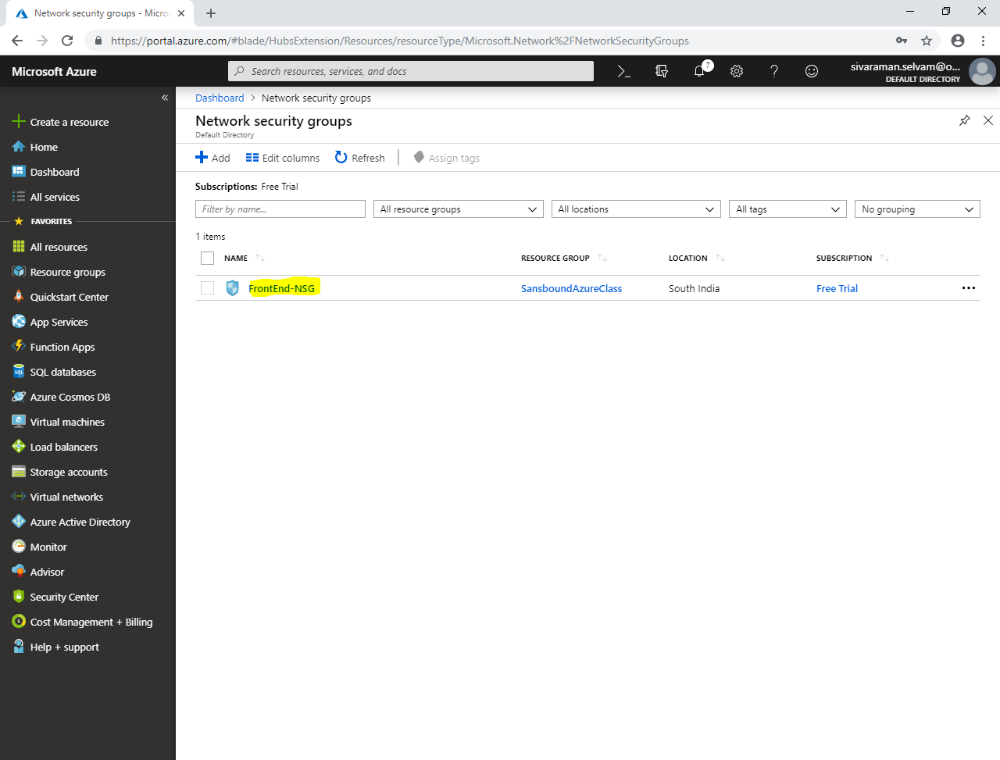 Network security groups - Micros
https://portal.azure.com/#blade/HubsExtension/Resources/resourceType/Microsoft.Network%2FNetworkSecurityGroups
Microsoft Azure
Search resources, services, and docs
7
sivaraman.selvam@o...
DEFAULT DIRECTORY
Create a resource
Home
Dashboard
All services
FAVORITES
All resources
Resource groups
Quickstart Center
App Services
Function Apps
SQL databases
Azure Cosmos DB
Virtual machines
Load balancers
Storage accounts
Virtual networks
Azure Active Directory
Monitor
Advisor
Security Center
Cost Management + Billing
Help + support
Dashboard > Network security groups
Network security groups
Default Directory
Add Edit columns Refresh Assign tags
Subscriptions: Free Trial
Filter by name... All resource groups All locations All tags No grouping
1 items
NAME RESOURCE GROUP LOCATION SUBSCRIPTION
FrontEnd-NSG SansboundAzureClass South India Free Trial